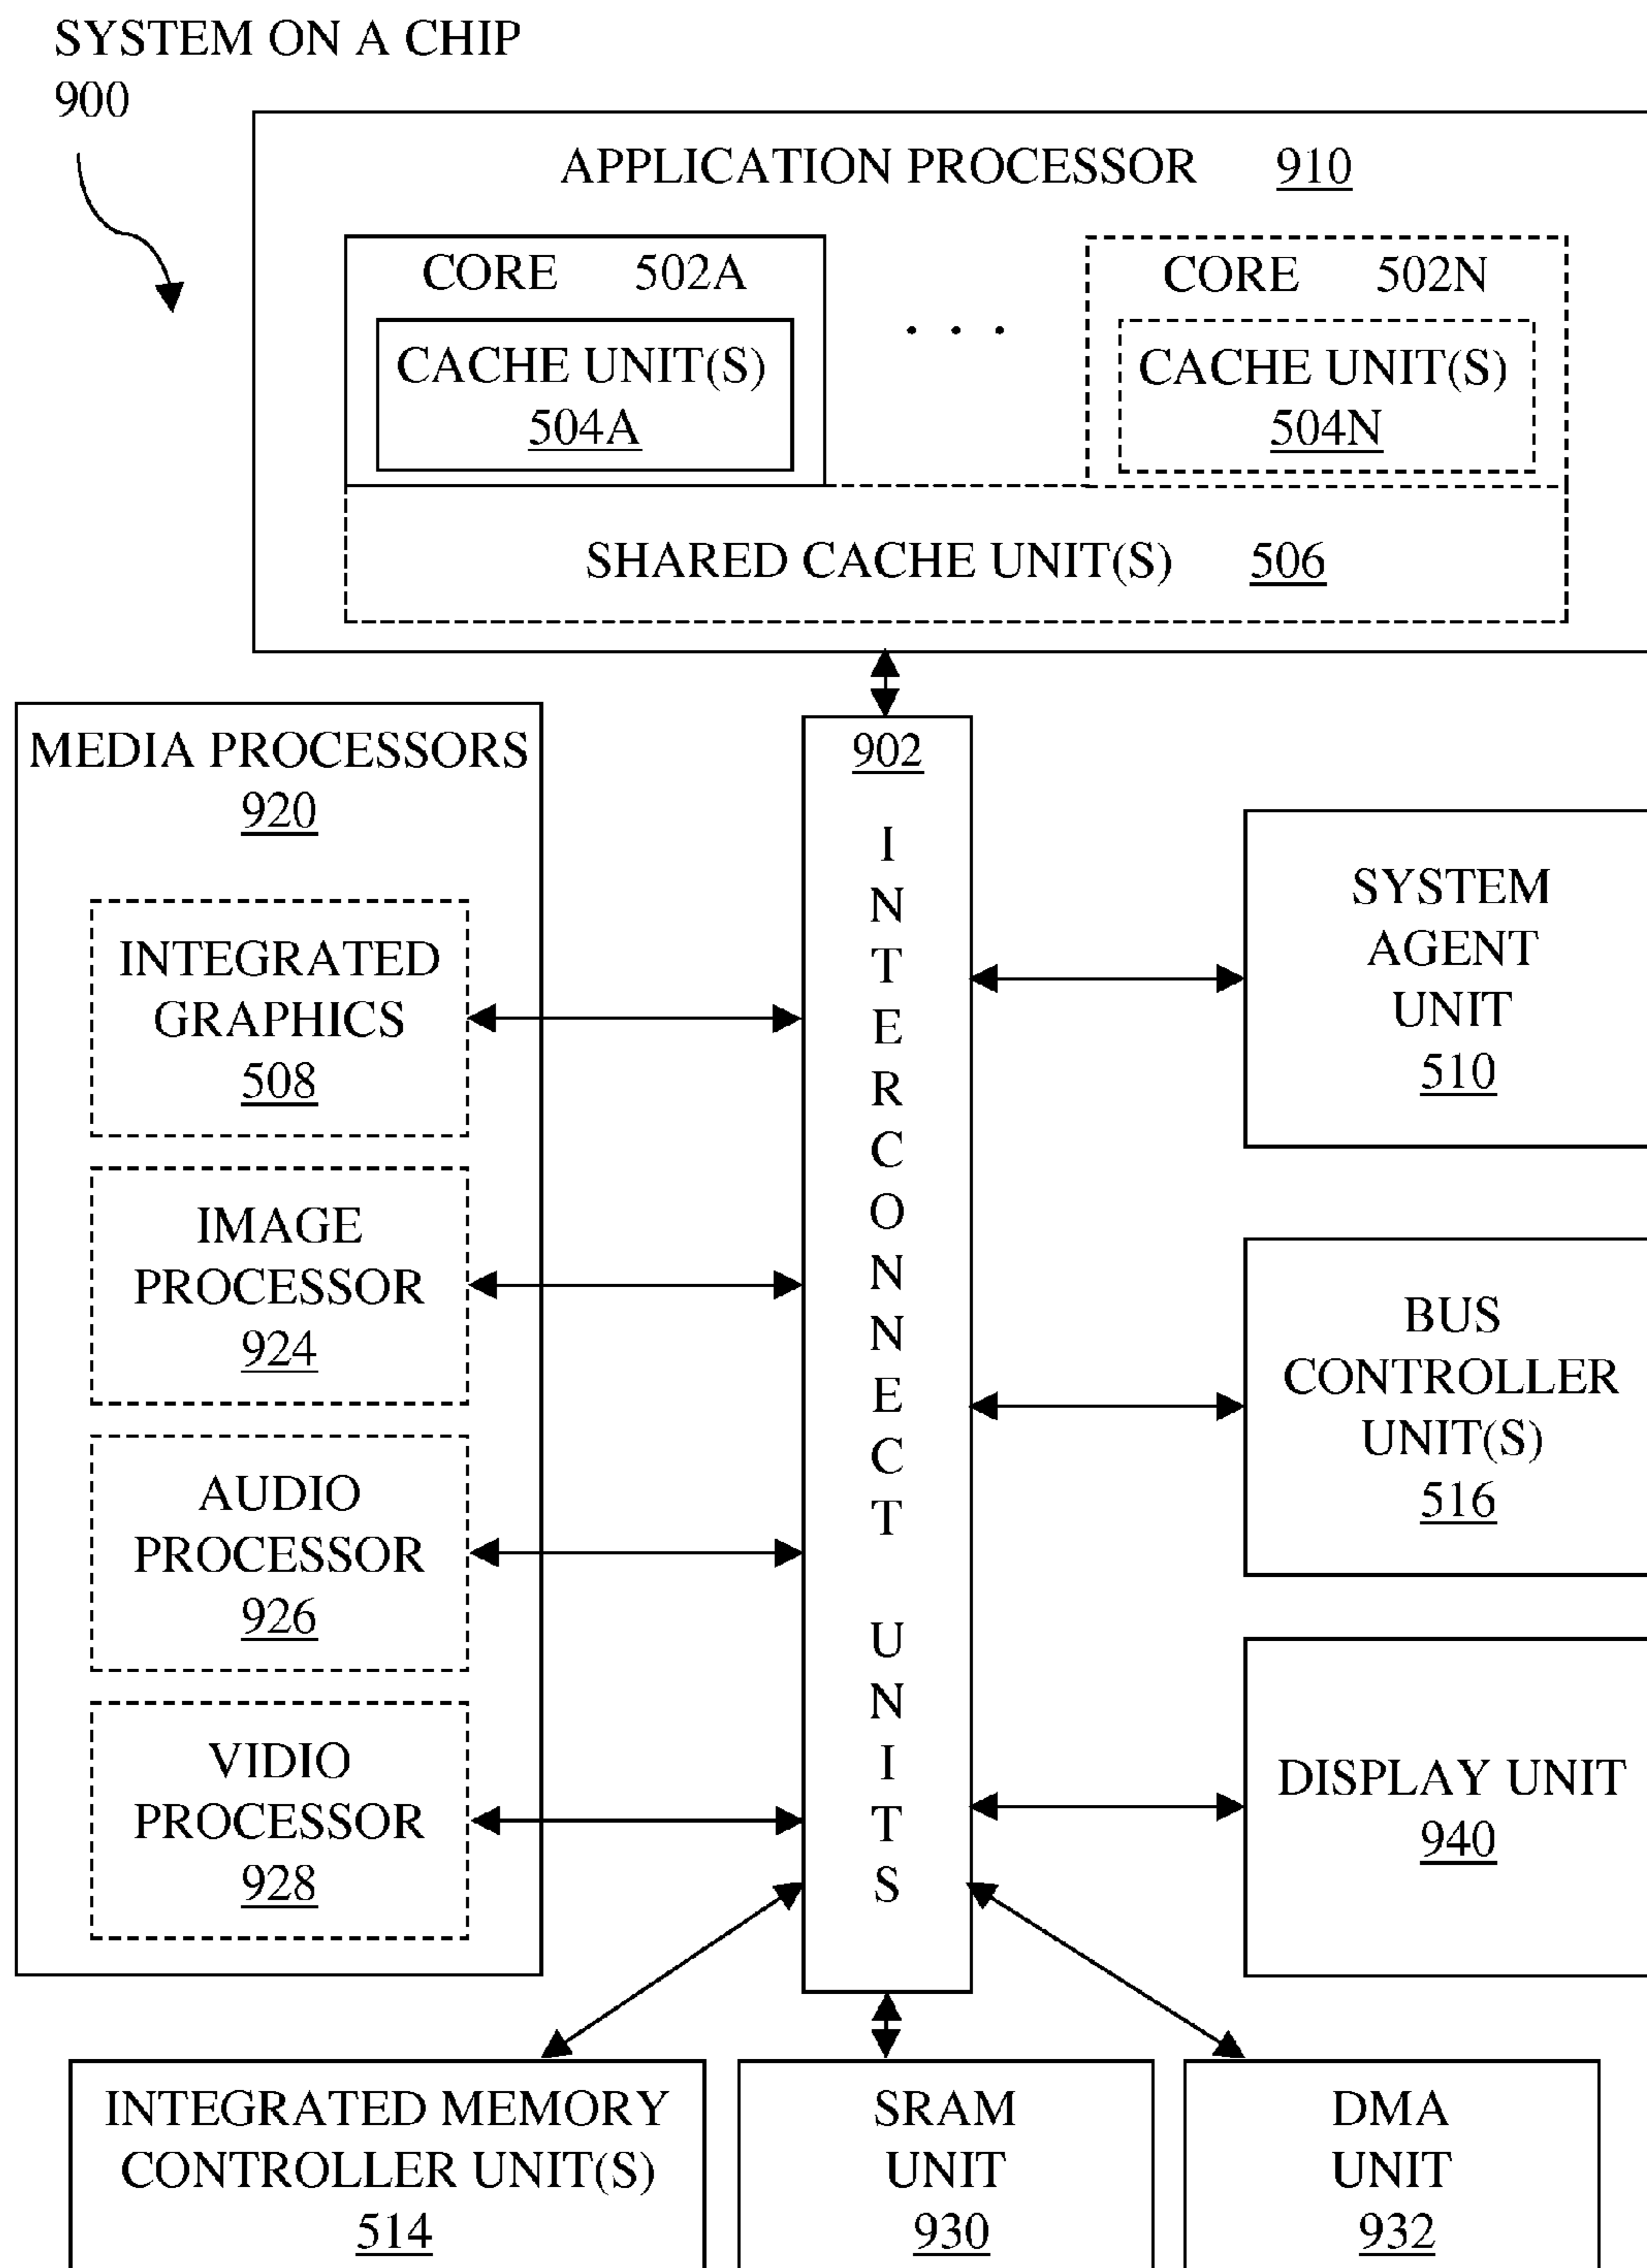 SYSTEM ON A CHIP
900
APPLICATION PROCESSOR 910
CORE 502A
CACHE UNIT(S)
504A
. . .
CORE 502N
CACHE UNIT(S)
504N
SHARED CACHE UNIT(S) 506
MEDIA PROCESSORS
920
INTEGRATED
GRAPHICS
508
IMAGE
PROCESSOR
924
AUDIO
PROCESSOR
926
VIDIO
PROCESSOR
928
902
INTERCONNECT UNITS
SYSTEM
AGENT
UNIT
510
BUS
CONTROLLER
UNIT(S)
516
DISPLAY UNIT
940
INTEGRATED MEMORY
CONTROLLER UNIT(S)
514
SRAM
UNIT
930
DMA
UNIT
932